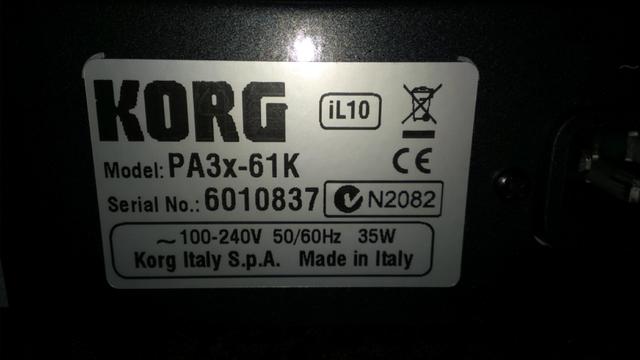 KORG iL10
Model: PA3x-61K
Serial No.: 6010837 N2082
~ 100-240V 50/60Hz 35W
Korg Italy S.p.A. Made in Italy